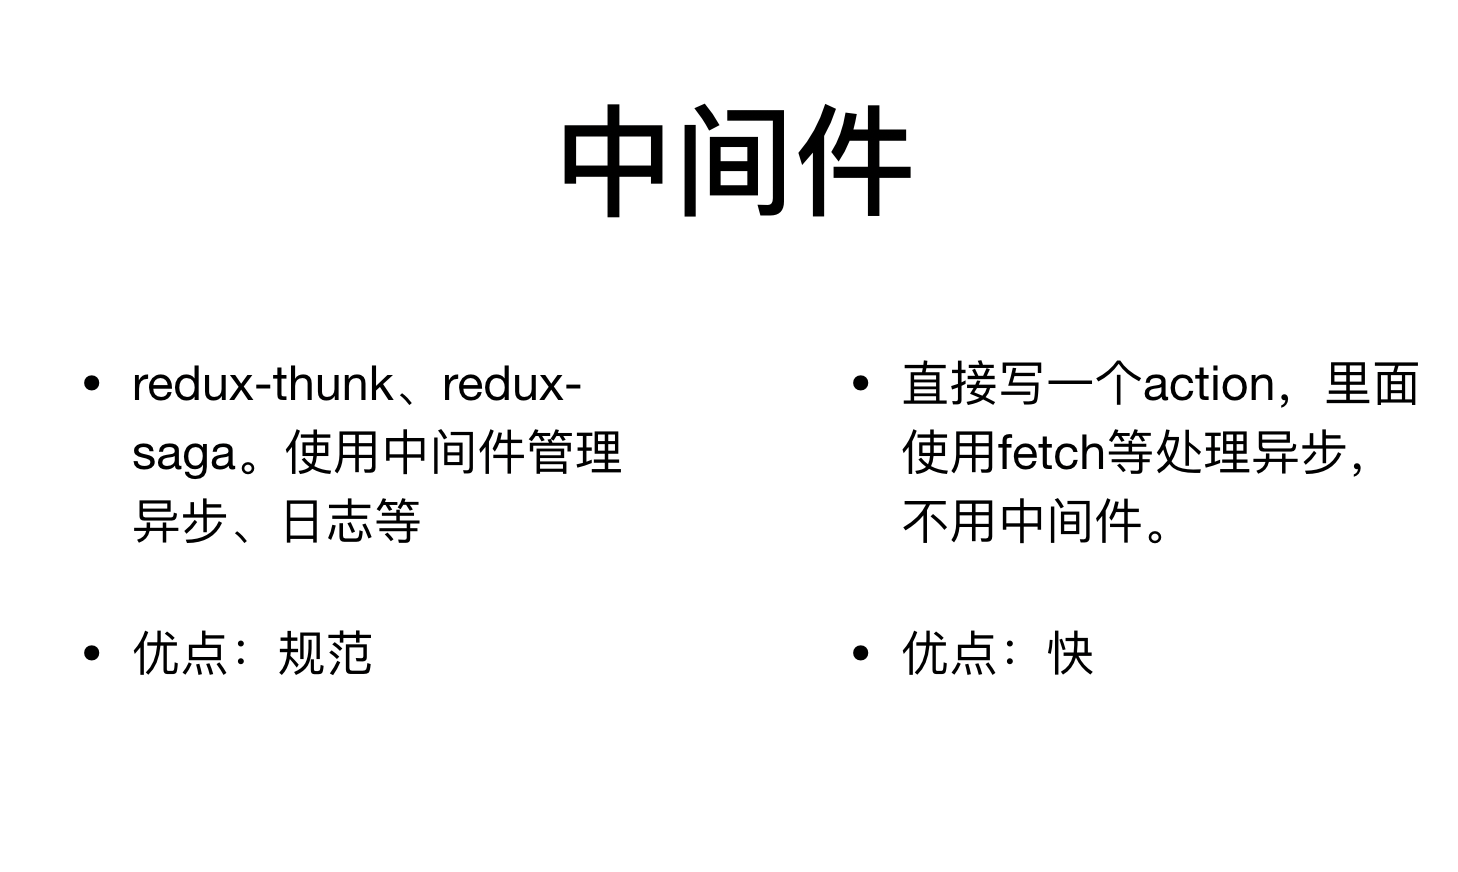 中间件
• redux-thunk、redux-
saga。使用中间件管理
异步、日志等
• 优点：规范
• 直接写一个action，里面
使用fetch等处理异步，
不用中间件。
• 优点：快